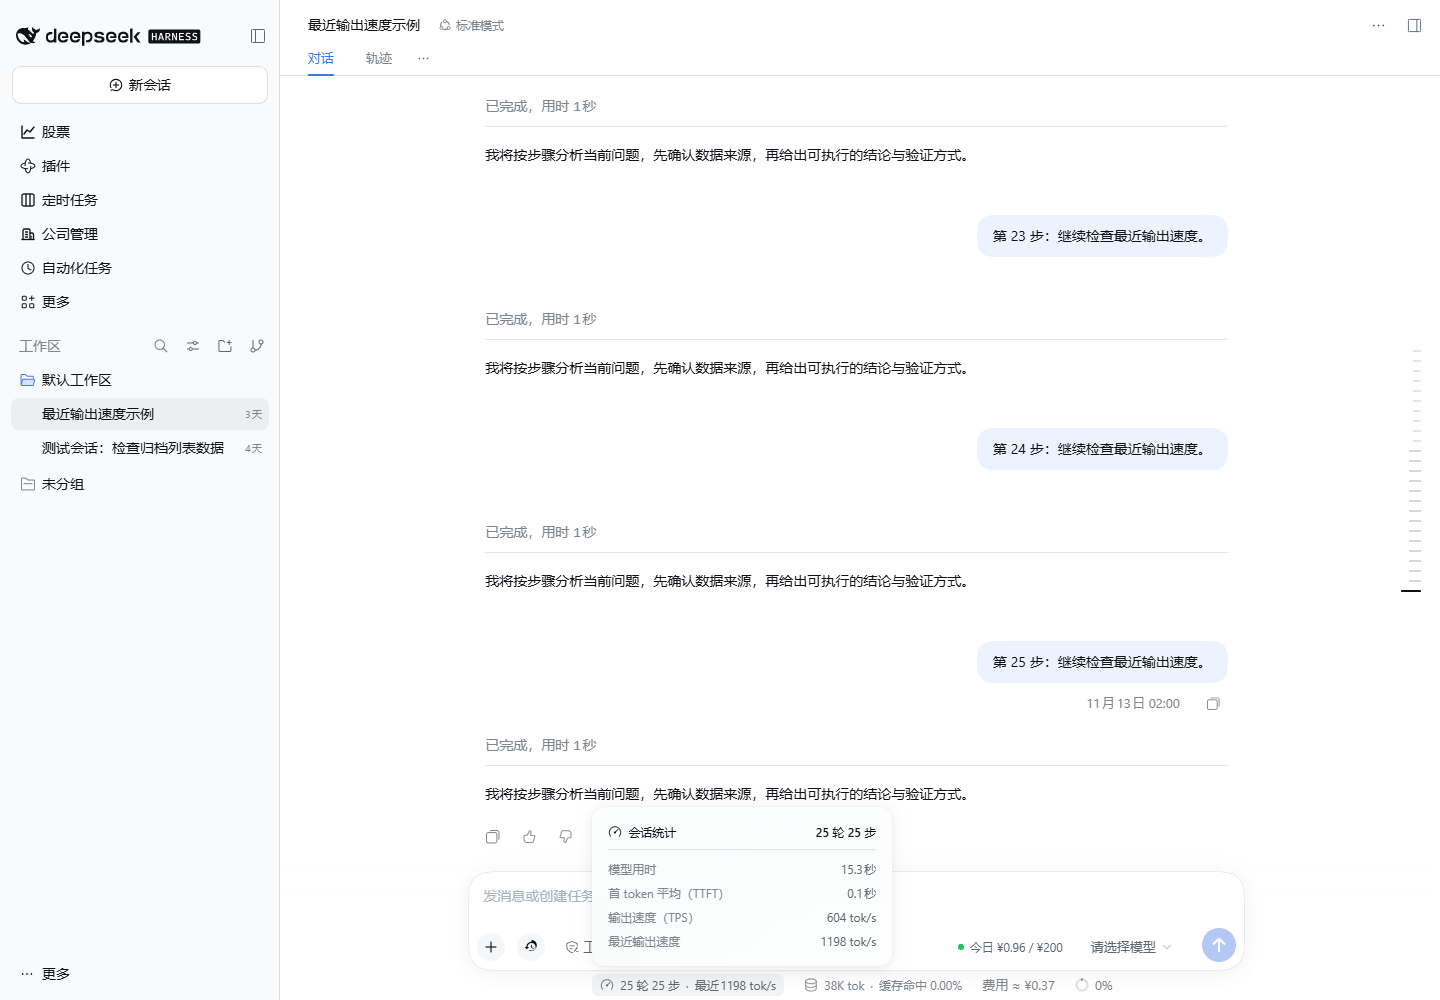 deepseek HARNESS
新会话
股票
插件
定时任务
公司管理
自动化任务
更多
工作区
默认工作区
最近输出速度示例 3天
测试会话：检查归档列表数据 4天
未分组
更多
最近输出速度示例 标准模式
对话 轨迹
已完成，用时 1秒
我将按步骤分析当前问题，先确认数据来源，再给出可执行的结论与验证方式。
第 23 步：继续检查最近输出速度。
已完成，用时 1秒
我将按步骤分析当前问题，先确认数据来源，再给出可执行的结论与验证方式。
第 24 步：继续检查最近输出速度。
已完成，用时 1秒
我将按步骤分析当前问题，先确认数据来源，再给出可执行的结论与验证方式。
第 25 步：继续检查最近输出速度。
11月13日 02:00
已完成，用时 1秒
我将按步骤分析当前问题，先确认数据来源，再给出可执行的结论与验证方式。
会话统计 25 轮 25 步
模型用时 15.3秒
首 token 平均（TTFT） 0.1秒
输出速度（TPS） 604 tok/s
最近输出速度 1198 tok/s
发消息或创建任务
今日 ¥0.96 / ¥200 请选择模型
25 轮 25 步 · 最近1198 tok/s 38K tok · 缓存命中 0.00% 费用 ≈ ¥0.37 0%